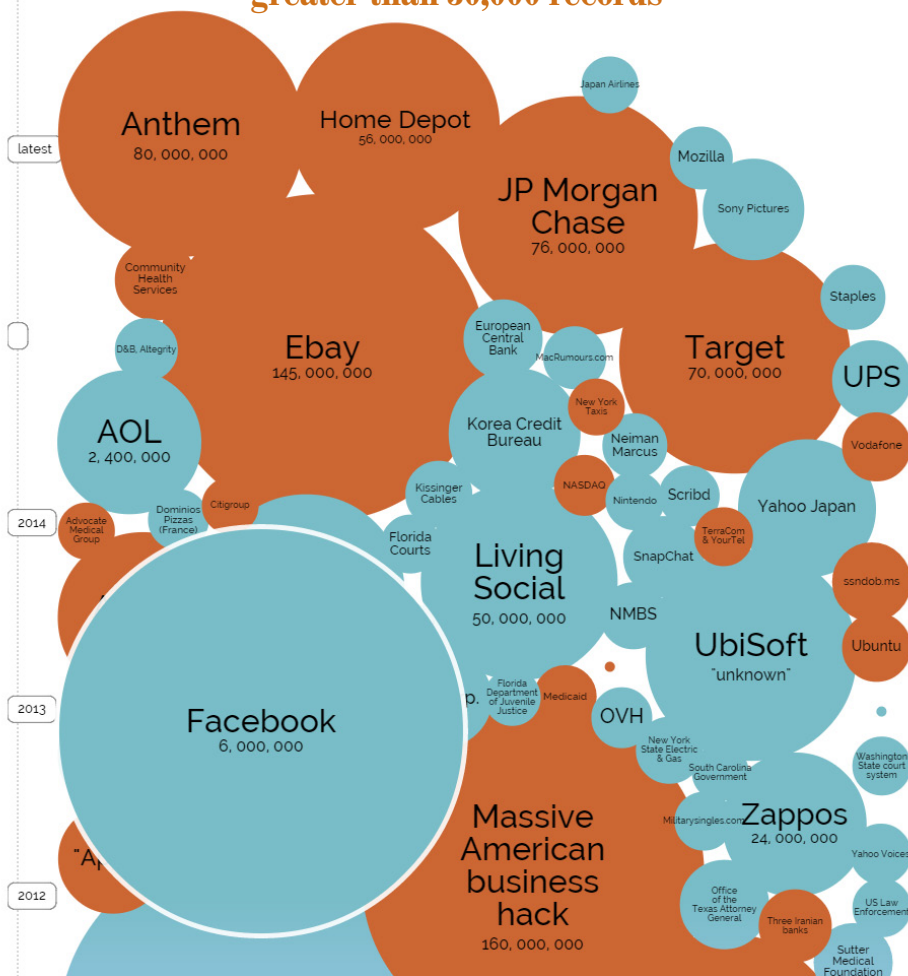 greater than 30,000 records
Japan Airlines
Anthem
80, 000, 000
Home Depot
56, 000, 000
latest
Mozilla
JP Morgan
Chase
76, 000, 000
Sony Pictures
Community
Health
Services
Staples
European
Central
Bank
D&B, Altegrity
Ebay
145, 000, 000
MacRumours.com
Target
70, 000, 000
UPS
New York
Taxis
AOL
2, 400, 000
Korea Credit
Bureau
Neiman
Marcus
Vodafone
Kissinger
Cables
NASDAQ
Nintendo
Scribd
Yahoo Japan
Citigroup
2014
Advocate
Medical
Group
Dominios
Pizzas
(France)
Florida
Courts
TerraCom
& YourTel
SnapChat
Living
Social
50, 000, 000
ssndob.ms
NMBS
UbiSoft
"unknown"
Ubuntu
2013
p.
Florida
Department
of Juvenile
Justice
Medicaid
OVH
Facebook
6, 000, 000
New York
State Electric
& Gas
South Carolina
Government
Washington
State court
system
Massive
American
business
hack
160, 000, 000
Militarysingles.com
Zappos
24, 000, 000
"Ap
Yahoo Voices
2012
Office
of the
Texas Attorney
General
Three Iranian
banks
US Law
Enforcement
Sutter
Medical
Foundation